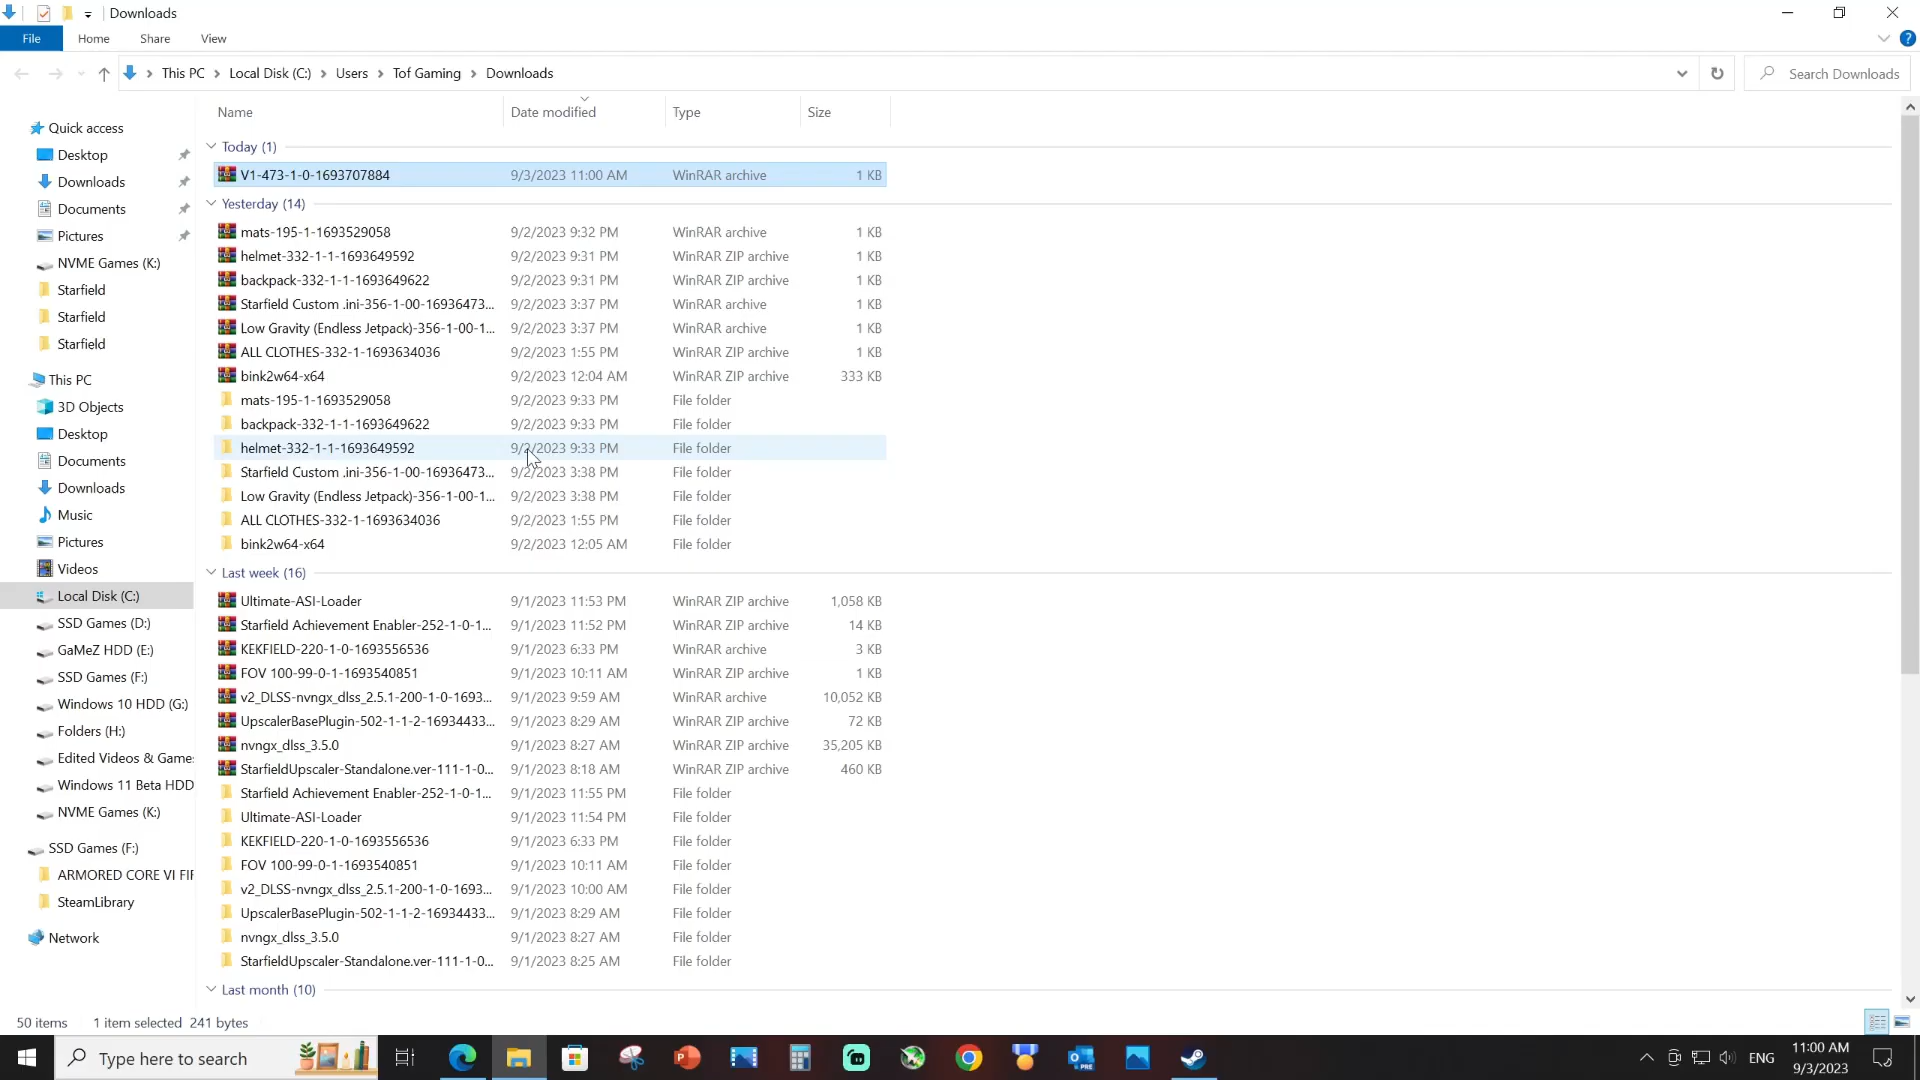 Downloads
File Home Share View
This PC Local Disk (C:) Users Tof Gaming Downloads Search Downloads
Name Date modified Type Size
Quick access
Desktop
Downloads
Documents
Pictures
NVME Games (K:)
Starfield
Starfield
Starfield
This PC
3D Objects
Desktop
Documents
Downloads
Music
Pictures
Videos
Local Disk (C:)
SSD Games (D:)
GaMeZ HDD (E:)
SSD Games (F:)
Windows 10 HDD (G:)
Folders (H:)
Edited Videos & Game
Windows 11 Beta HDD
NVME Games (K:)
SSD Games (F:)
ARMORED CORE VI FI
SteamLibrary
Network
Today (1)
V1-473-1-0-1693707884 9/3/2023 11:00 AM WinRAR archive 1 KB
Yesterday (14)
mats-195-1-1693529058 9/2/2023 9:32 PM WinRAR archive 1 KB
helmet-332-1-1-1693649592 9/2/2023 9:31 PM WinRAR ZIP archive 1 KB
backpack-332-1-1-1693649622 9/2/2023 9:31 PM WinRAR ZIP archive 1 KB
Starfield Custom .ini-356-1-00-16936473... 9/2/2023 3:37 PM WinRAR archive 1 KB
Low Gravity (Endless Jetpack)-356-1-00-1... 9/2/2023 3:37 PM WinRAR archive 1 KB
ALL CLOTHES-332-1-1693634036 9/2/2023 1:55 PM WinRAR ZIP archive 1 KB
bink2w64-x64 9/2/2023 12:04 AM WinRAR ZIP archive 333 KB
mats-195-1-1693529058 9/2/2023 9:33 PM File folder
backpack-332-1-1-1693649622 9/2/2023 9:33 PM File folder
helmet-332-1-1-1693649592 9/2/2023 9:33 PM File folder
Starfield Custom .ini-356-1-00-16936473... 9/2/2023 3:38 PM File folder
Low Gravity (Endless Jetpack)-356-1-00-1... 9/2/2023 3:38 PM File folder
ALL CLOTHES-332-1-1693634036 9/2/2023 1:55 PM File folder
bink2w64-x64 9/2/2023 12:05 AM File folder
Last week (16)
Ultimate-ASI-Loader 9/1/2023 11:53 PM WinRAR ZIP archive 1,058 KB
Starfield Achievement Enabler-252-1-0-1... 9/1/2023 11:52 PM WinRAR ZIP archive 14 KB
KEKFIELD-220-1-0-1693556536 9/1/2023 6:33 PM WinRAR archive 3 KB
FOV 100-99-0-1-1693540851 9/1/2023 10:11 AM WinRAR ZIP archive 1 KB
v2_DLSS-nvngx_dlss_2.5.1-200-1-0-1693... 9/1/2023 9:59 AM WinRAR archive 10,052 KB
UpscalerBasePlugin-502-1-1-2-16934433... 9/1/2023 8:29 AM WinRAR ZIP archive 72 KB
nvngx_dlss_3.5.0 9/1/2023 8:27 AM WinRAR ZIP archive 35,205 KB
StarfieldUpscaler-Standalone.ver-111-1-0... 9/1/2023 8:18 AM WinRAR ZIP archive 460 KB
Starfield Achievement Enabler-252-1-0-1... 9/1/2023 11:55 PM File folder
Ultimate-ASI-Loader 9/1/2023 11:54 PM File folder
KEKFIELD-220-1-0-1693556536 9/1/2023 6:33 PM File folder
FOV 100-99-0-1-1693540851 9/1/2023 10:11 AM File folder
v2_DLSS-nvngx_dlss_2.5.1-200-1-0-1693... 9/1/2023 10:00 AM File folder
UpscalerBasePlugin-502-1-1-2-16934433... 9/1/2023 8:29 AM File folder
nvngx_dlss_3.5.0 9/1/2023 8:27 AM File folder
StarfieldUpscaler-Standalone.ver-111-1-0... 9/1/2023 8:25 AM File folder
Last month (10)
50 items 1 item selected 241 bytes
Type here to search
ENG 11:00 AM
9/3/2023